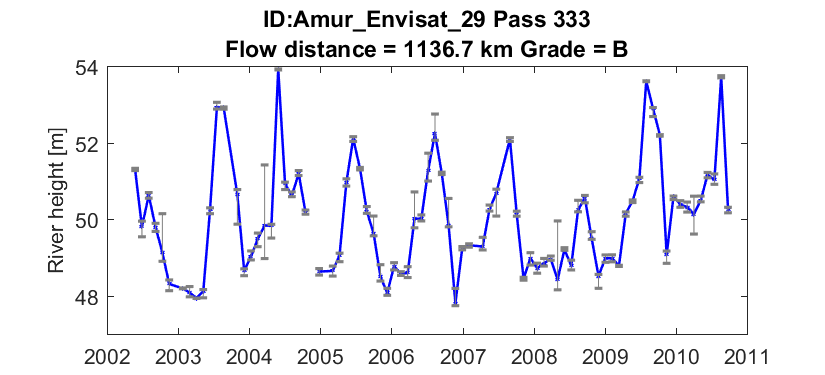 ID:Amur_Envisat_29 Pass 333
Flow distance = 1136.7 km Grade = B
River height [m]
54
52
50
48
2002 2003 2004 2005 2006 2007 2008 2009 2010 2011